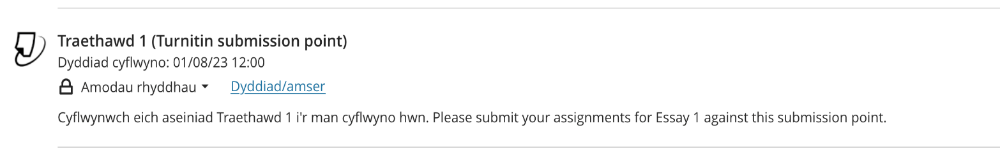 Traethawd 1 (Turnitin submission point)
Dyddiad cyflwyno: 01/08/23 12:00
Amodau rhyddhau Dyddiad/amser
Cyflwynwch eich aseiniad Traethawd 1 i'r man cyflwyno hwn. Please submit your assignments for Essay 1 against this submission point.